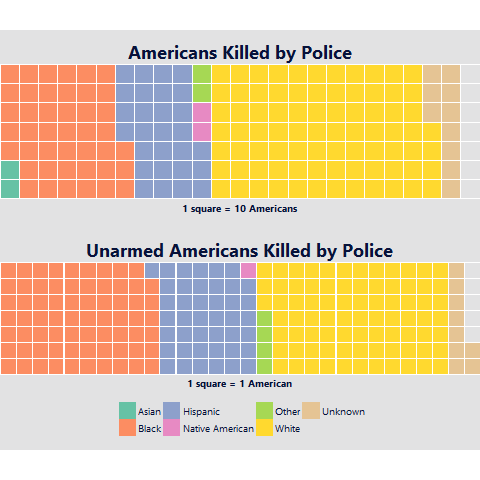 Americans Killed by Police
1 square = 10 Americans
Unarmed Americans Killed by Police
1 square = 1 American
Asian Hispanic Other Unknown
Black Native American White